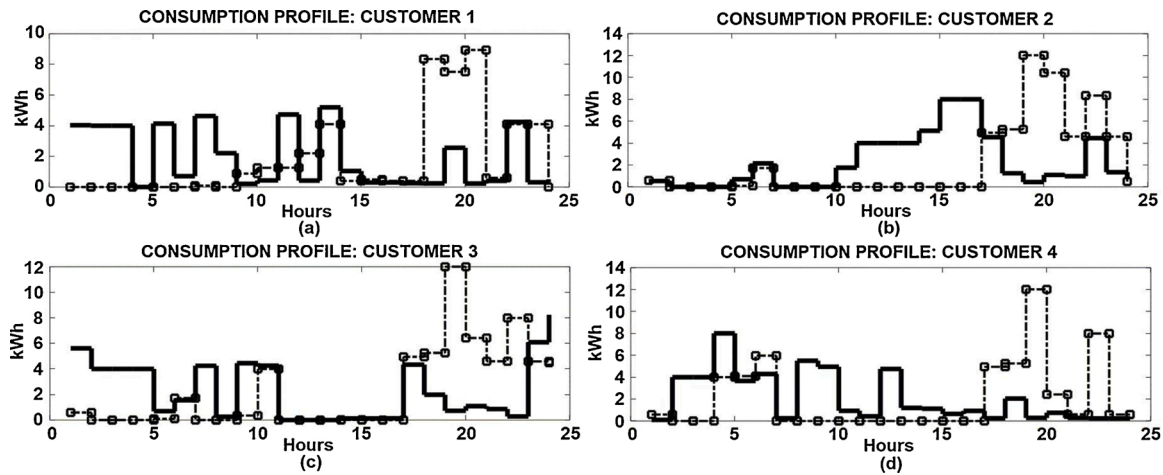 CONSUMPTION PROFILE: CUSTOMER 1
10
8
6
4
2
0
kWh
0 5 10 15 20 25
Hours
(a)
CONSUMPTION PROFILE: CUSTOMER 2
14
12
10
8
6
4
2
0
kWh
0 5 10 15 20 25
Hours
(b)
CONSUMPTION PROFILE: CUSTOMER 3
12
10
8
6
4
2
0
kWh
0 5 10 15 20 25
Hours
(c)
CONSUMPTION PROFILE: CUSTOMER 4
14
12
10
8
6
4
2
0
kWh
0 5 10 15 20 25
Hours
(d)